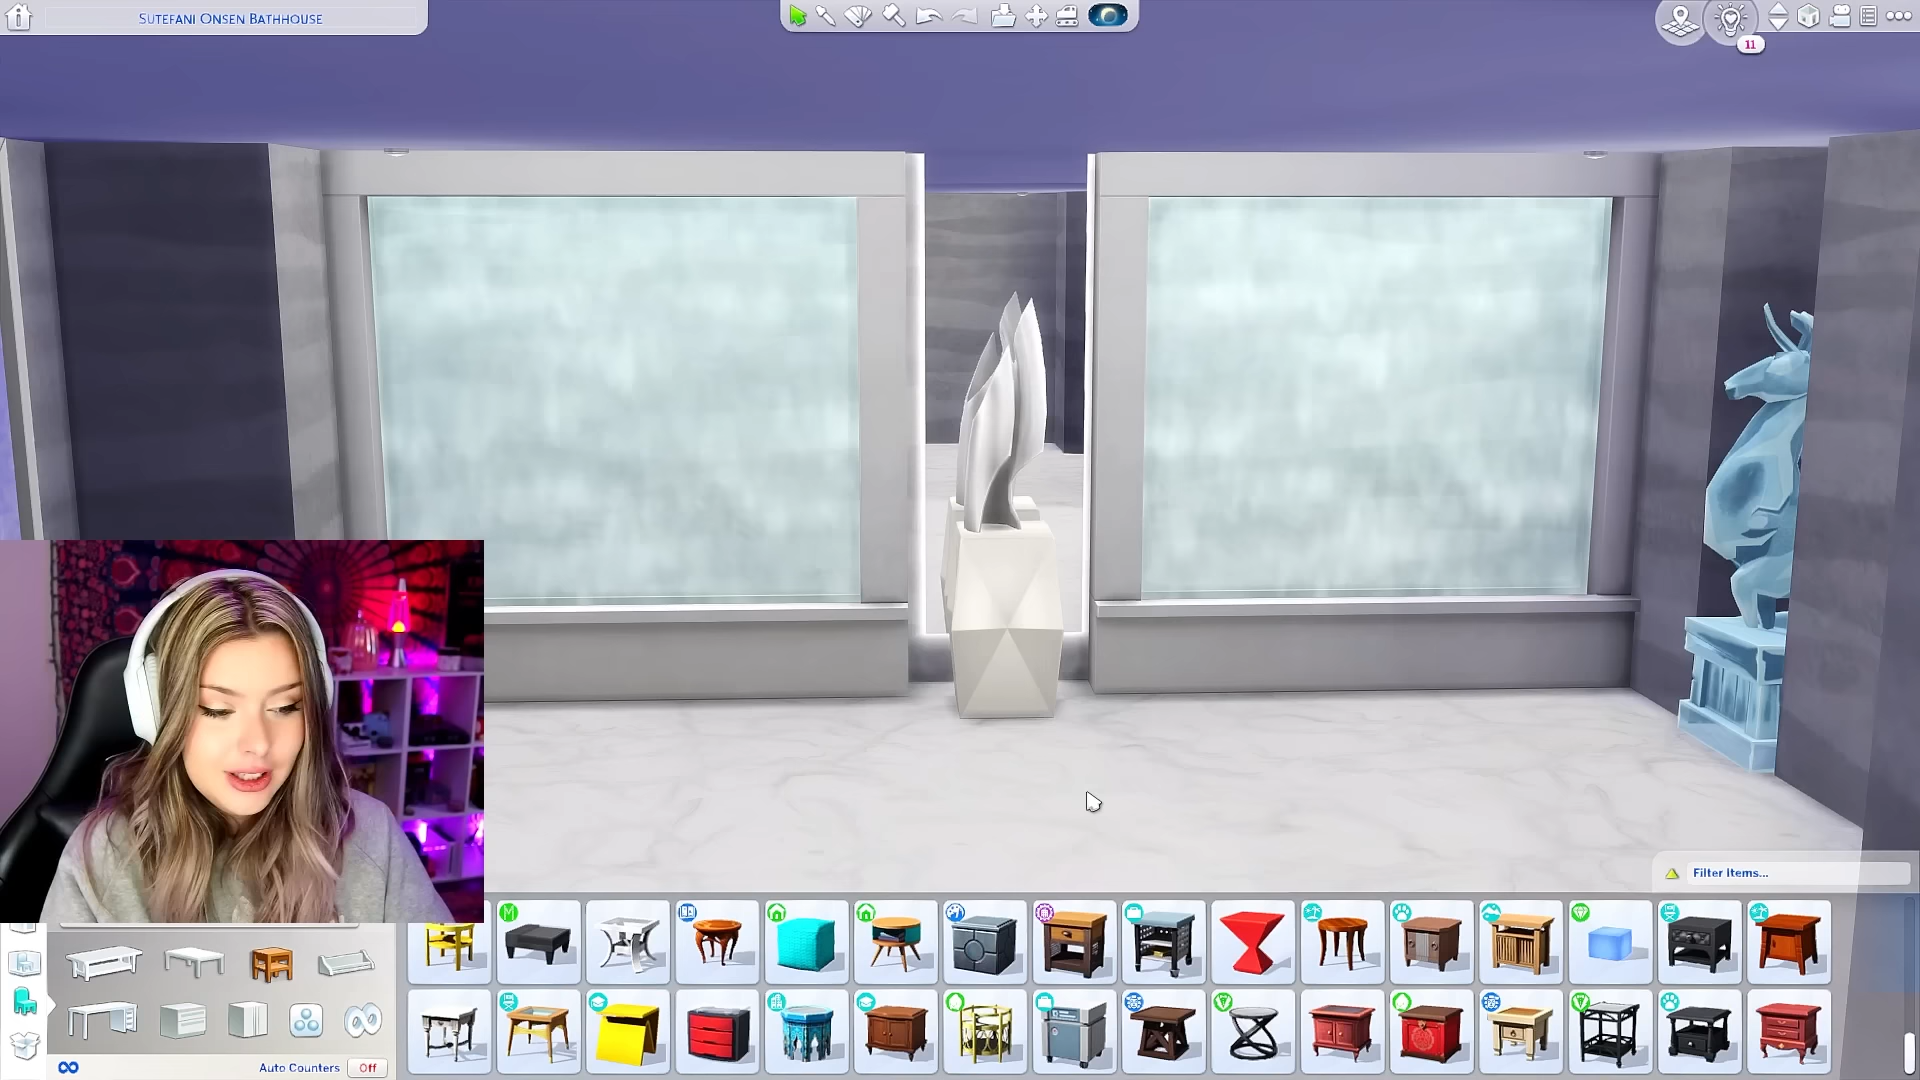 Sutefani Onsen Bathhouse
11
Filter Items...
M
Auto Counters Off